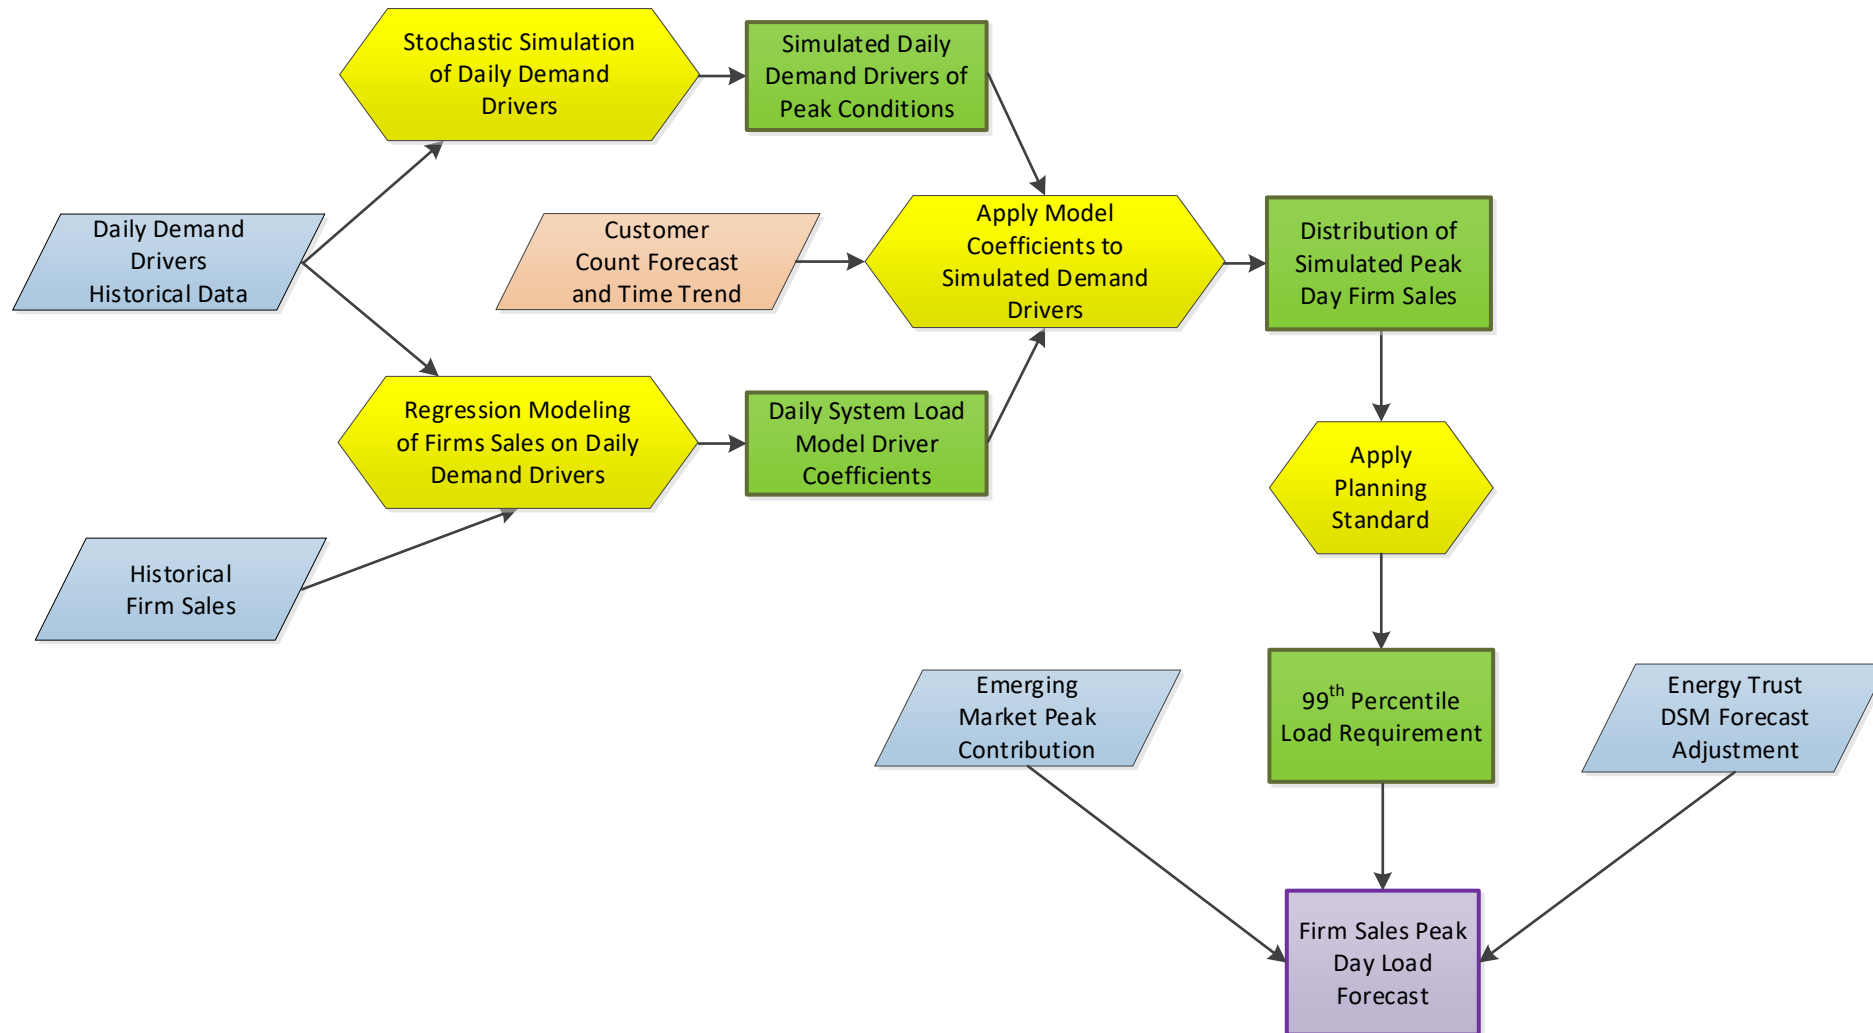 Stochastic Simulation
of Daily Demand
Drivers
Simulated Daily
Demand Drivers of
Peak Conditions
Daily Demand
Drivers
Historical Data
Customer
Count Forecast
and Time Trend
Apply Model
Coefficients to
Simulated Demand
Drivers
Distribution of
Simulated Peak
Day Firm Sales
Regression Modeling
of Firms Sales on Daily
Demand Drivers
Daily System Load
Model Driver
Coefficients
Apply
Planning
Standard
Historical
Firm Sales
Emerging
Market Peak
Contribution
99th Percentile
Load Requirement
Energy Trust
DSM Forecast
Adjustment
Firm Sales Peak
Day Load
Forecast